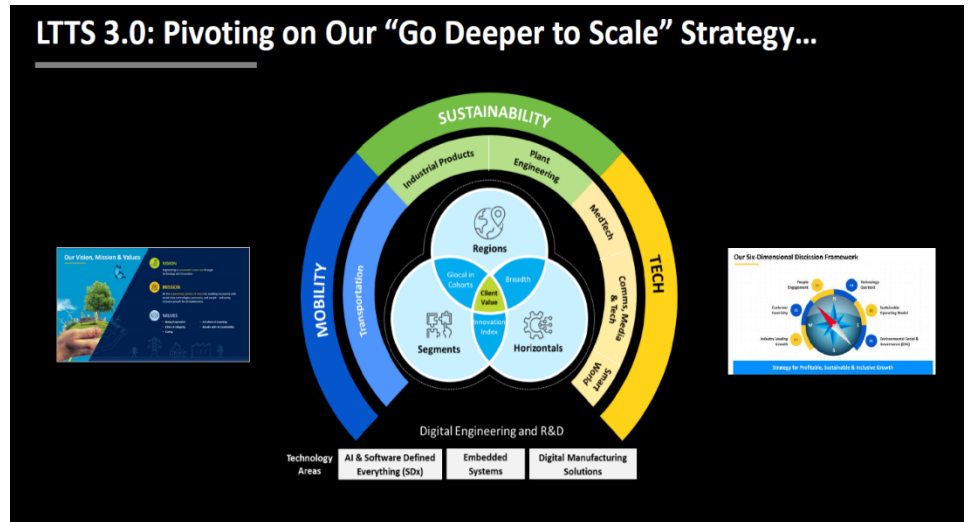 LTTS 3.0: Pivoting on Our “Go Deeper to Scale” Strategy...
SUSTAINABILITY
Industrial Products
Plant
Engineering
MOBILITY
Transportation
TECH
MedTech
Comms, Media
& Tech
Smart
World
Regions
Glocal in
Cohorts
Breadth
Client
Value
Innovation
Index
Segments
Horizontals
Digital Engineering and R&D
Technology
Areas
AI & Software Defined
Everything (SDx)
Embedded
Systems
Digital Manufacturing
Solutions
Our Vision, Mission & Values
VISION
MISSION
VALUES
Our Six-Dimensional Discission Framework
People
Engagement
Technology
Quotient
Customer
Sustainable
Operating Model
Industry Leading
Growth
Environmental Social &
Governance (ESG)
Strategy for Profitable, Sustainable & Inclusive Growth